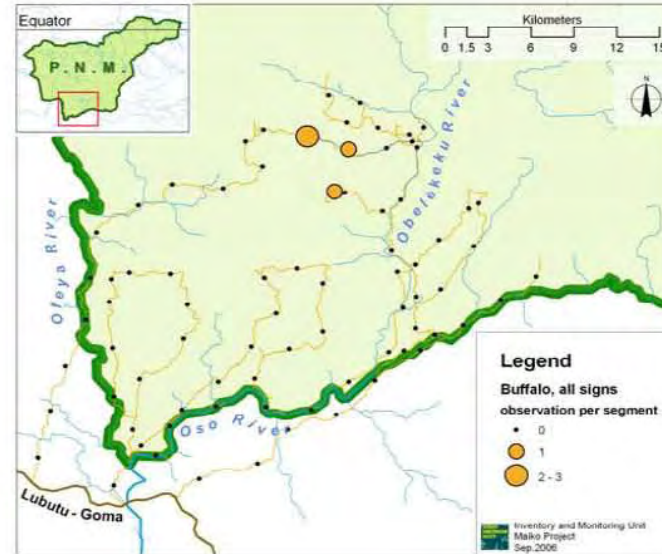 Equator
P. N. M.
Kilometers
0 1.5 3 6 9 12 15
N
Oleya River
Obelekeku River
Oso River
Lubutu - Goma
Legend
Buffalo, all signs
observation per segment
0
1
2 - 3
Inventory and Monitoring Unit
Maiko Project
Sep.2006